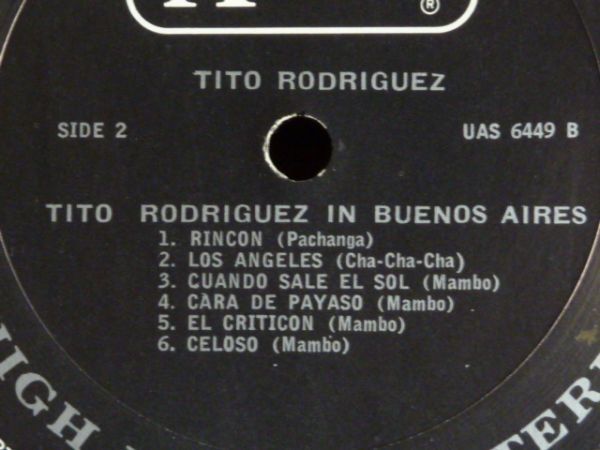 ®
TITO RODRIGUEZ
SIDE 2
UAS 6449 B
TITO RODRIGUEZ IN BUENOS AIRES
1. RINCON (Pachanga)
2. LOS ANGELES (Cha-Cha-Cha)
3. CUANDO SALE EL SOL (Mambo)
4. CARA DE PAYASO (Mambo)
5. EL CRITICON (Mambo)
6. CELOSO (Mambo)
HIGH